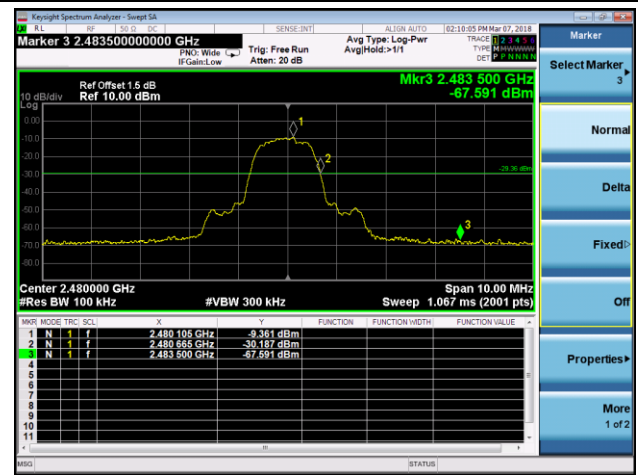 Keysight Spectrum Analyzer - Swept SA
RL RF 50 Ω DC SENSE:INT ALIGN AUTO 02:10:05 PM Mar 07, 2018
Marker 3 2.483500000000 GHz
PNO: Wide
IFGain:Low
Trig: Free Run
Atten: 20 dB
Avg Type: Log-Pwr
Avg|Hold:>1/1
TRACE 1 2 3 4 5 6
TYPE M W W W W W
DET P P N N N N
Ref Offset 1.5 dB
10 dB/div Ref 10.00 dBm
Log
Mkr3 2.483 500 GHz
-67.591 dBm
0.00
-10.0
-20.0
-30.0
-40.0
-50.0
-60.0
-70.0
-80.0
1
2
3
-29.36 dBm
Center 2.480000 GHz Span 10.00 MHz
#Res BW 100 kHz #VBW 300 kHz Sweep 1.067 ms (2001 pts)
MKR MODE TRC SCL X Y FUNCTION FUNCTION WIDTH FUNCTION VALUE
1 N 1 f 2.480 105 GHz -9.361 dBm
2 N 1 f 2.480 665 GHz -30.187 dBm
3 N 1 f 2.483 500 GHz -67.591 dBm
4
5
6
7
8
9
10
11
MSG STATUS
Marker
Select Marker
3
Normal
Delta
Fixed
Off
Properties
More
1 of 2